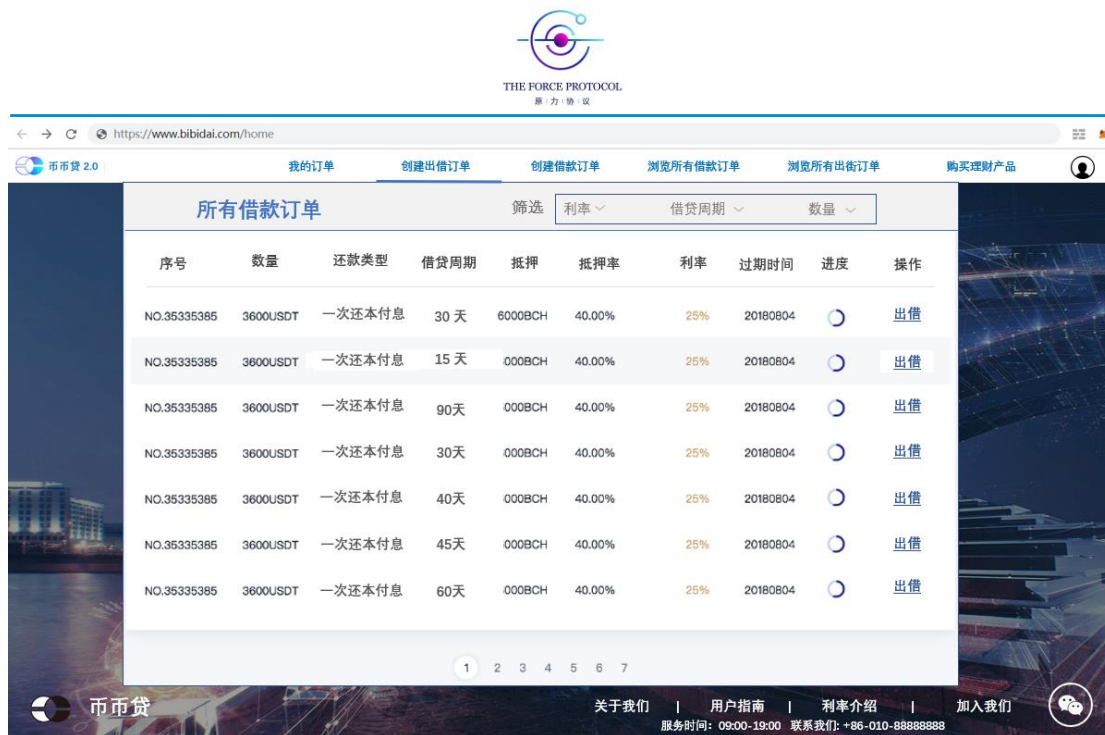 THE FORCE PROTOCOL
原 力 协 议
https://www.bibidai.com/home
币币贷 2.0 我的订单 创建出借订单 创建借款订单 浏览所有借款订单 浏览所有出街订单 购买理财产品
所有借款订单 筛选 利率 借贷周期 数量
序号 数量 还款类型 借贷周期 抵押 抵押率 利率 过期时间 进度 操作
NO.35335385 3600USDT 一次还本付息 30 天 6000BCH 40.00% 25% 20180804 出借
NO.35335385 3600USDT 一次还本付息 15 天 000BCH 40.00% 25% 20180804 出借
NO.35335385 3600USDT 一次还本付息 90天 000BCH 40.00% 25% 20180804 出借
NO.35335385 3600USDT 一次还本付息 30天 000BCH 40.00% 25% 20180804 出借
NO.35335385 3600USDT 一次还本付息 40天 000BCH 40.00% 25% 20180804 出借
NO.35335385 3600USDT 一次还本付息 45天 000BCH 40.00% 25% 20180804 出借
NO.35335385 3600USDT 一次还本付息 60天 000BCH 40.00% 25% 20180804 出借
1 2 3 4 5 6 7
币币贷 关于我们 | 用户指南 | 利率介绍 | 加入我们
服务时间：09:00-19:00 联系我们: +86-010-88888888